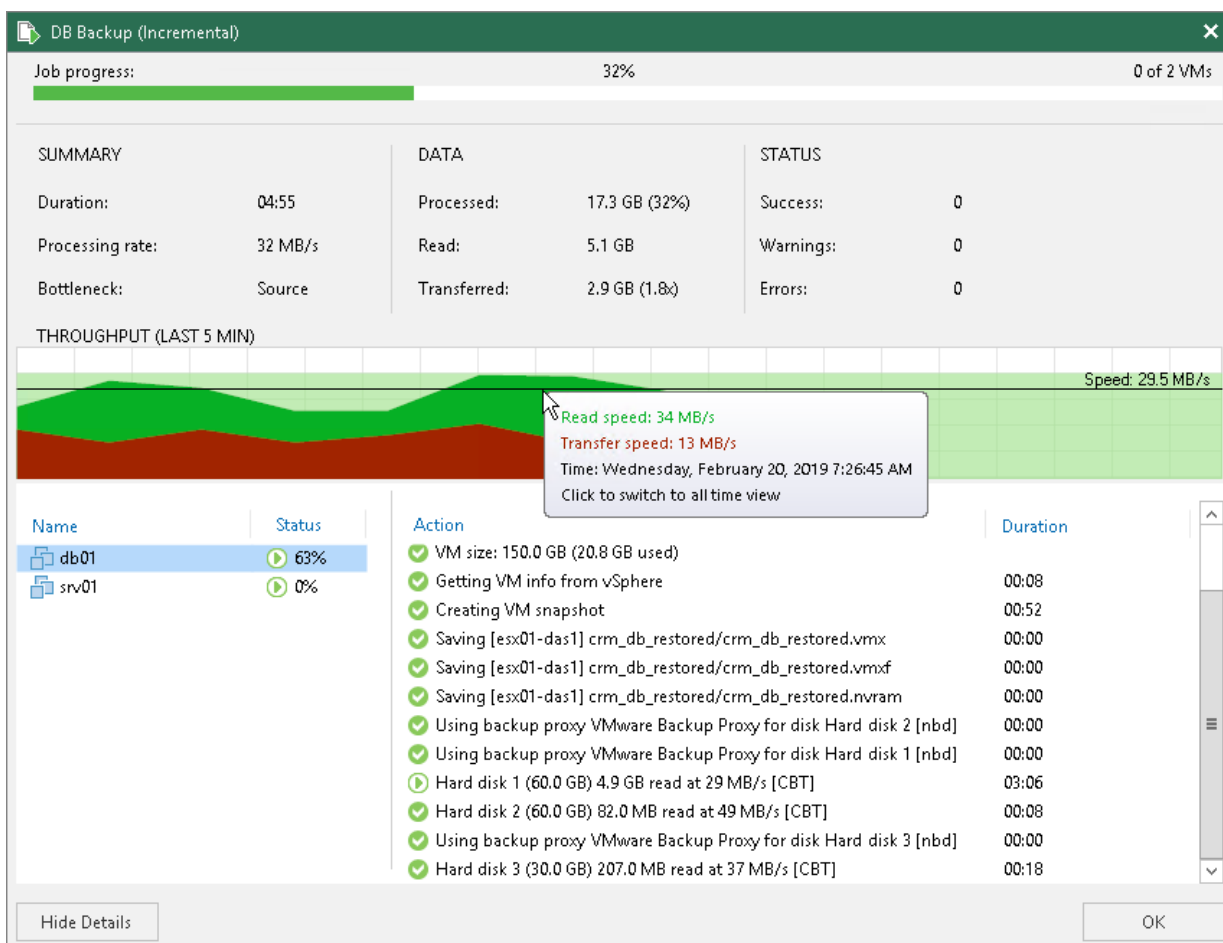 DB Backup (Incremental)
Job progress: 32% 0 of 2 VMs
SUMMARY DATA STATUS
Duration: 04:55 Processed: 17.3 GB (32%) Success: 0
Processing rate: 32 MB/s Read: 5.1 GB Warnings: 0
Bottleneck: Source Transferred: 2.9 GB (1.8x) Errors: 0
THROUGHPUT (LAST 5 MIN)
Speed: 29.5 MB/s
Read speed: 34 MB/s
Transfer speed: 13 MB/s
Time: Wednesday, February 20, 2019 7:26:45 AM
Click to switch to all time view
Name Status Action Duration
db01 63% VM size: 150.0 GB (20.8 GB used)
srv01 0% Getting VM info from vSphere 00:08
Creating VM snapshot 00:52
Saving [esx01-das1] crm_db_restored/crm_db_restored.vmx 00:00
Saving [esx01-das1] crm_db_restored/crm_db_restored.vmxf 00:00
Saving [esx01-das1] crm_db_restored/crm_db_restored.nvram 00:00
Using backup proxy VMware Backup Proxy for disk Hard disk 2 [nbd] 00:00
Using backup proxy VMware Backup Proxy for disk Hard disk 1 [nbd] 00:00
Hard disk 1 (60.0 GB) 4.9 GB read at 29 MB/s [CBT] 03:06
Hard disk 2 (60.0 GB) 82.0 MB read at 49 MB/s [CBT] 00:08
Using backup proxy VMware Backup Proxy for disk Hard disk 3 [nbd] 00:00
Hard disk 3 (30.0 GB) 207.0 MB read at 37 MB/s [CBT] 00:18
Hide Details OK